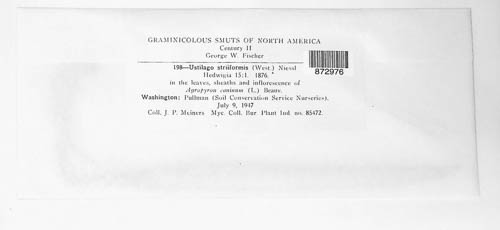 GRAMINICOLOUS SMUTS OF NORTH AMERICA
Century II
George W. Fischer
872976
198—Ustilago striiformis (West.) Niessl
Hedwigia 15:1. 1876.
in the leaves, sheaths and inflorescence of
Agropyron caninum (L.) Beauv.
Washington: Pullman (Soil Conservation Service Nurseries).
July 9, 1947
Coll. J. P. Meiners Myc. Coll. Bur Plant Ind no. 85472.